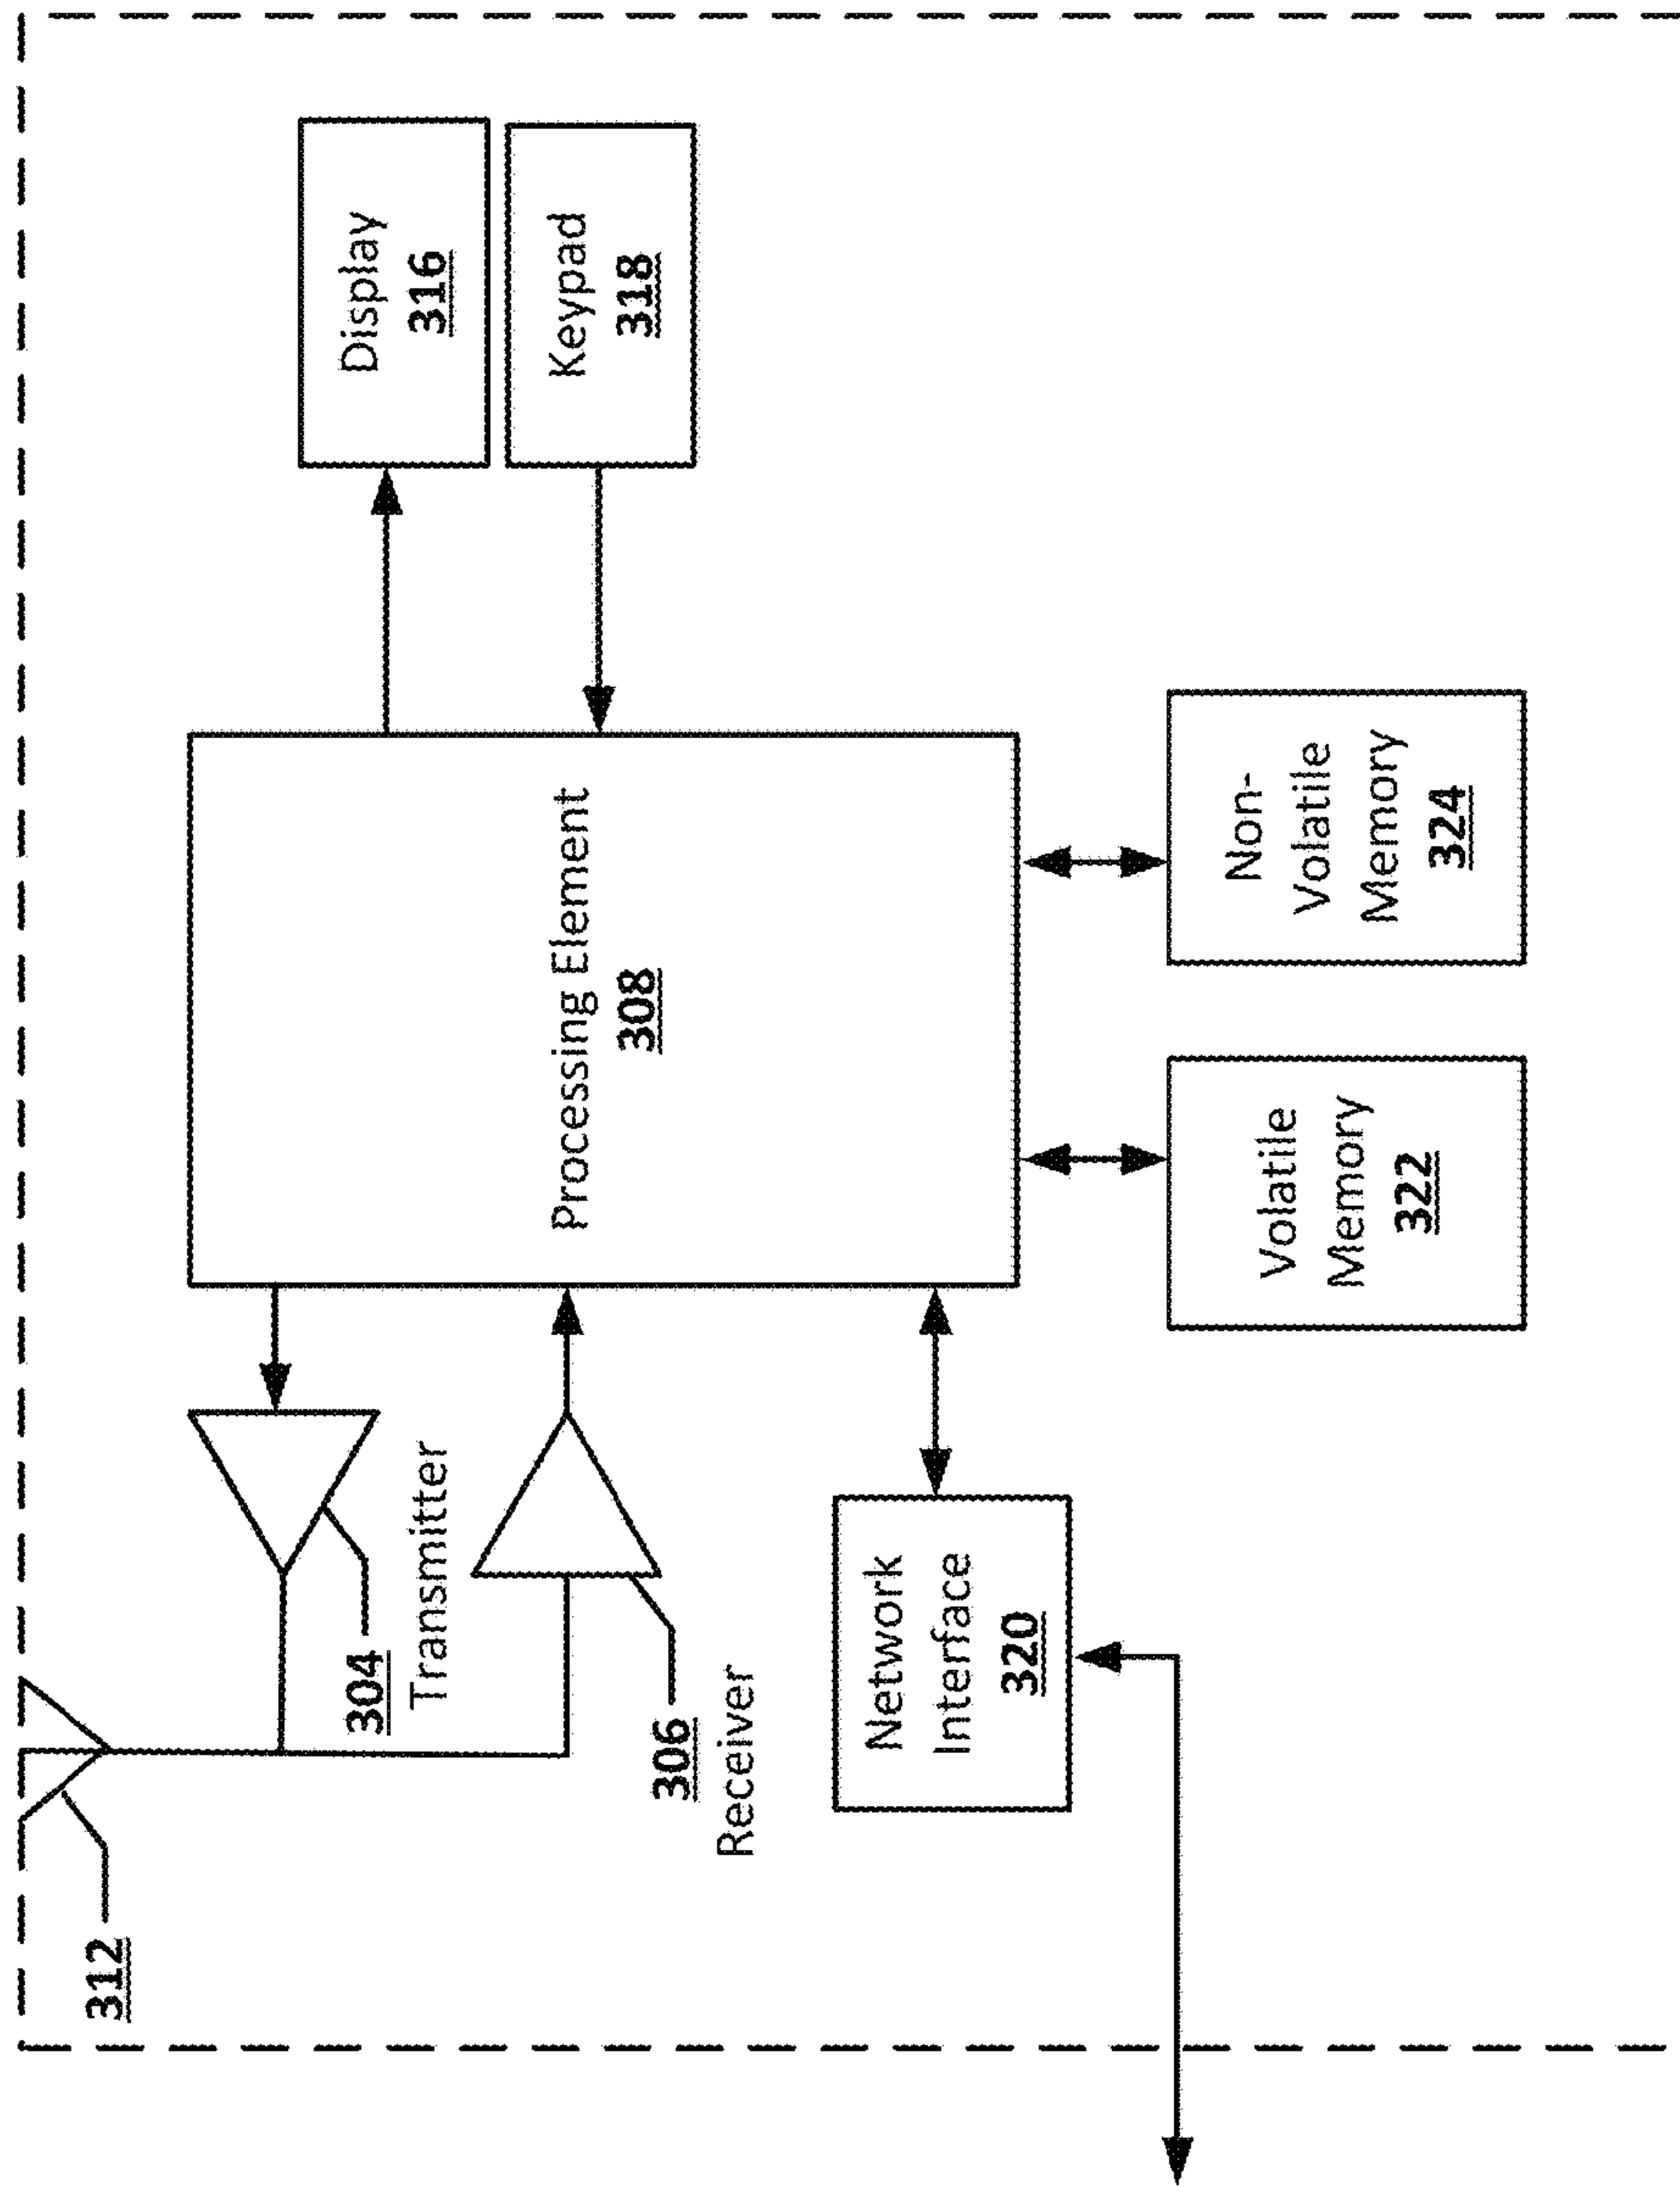 312
304
Transmitter
306
Receiver
Network
Interface
320
Processing Element
308
Volatile
Memory
322
Non-
Volatile
Memory
324
Display
316
Keypad
318